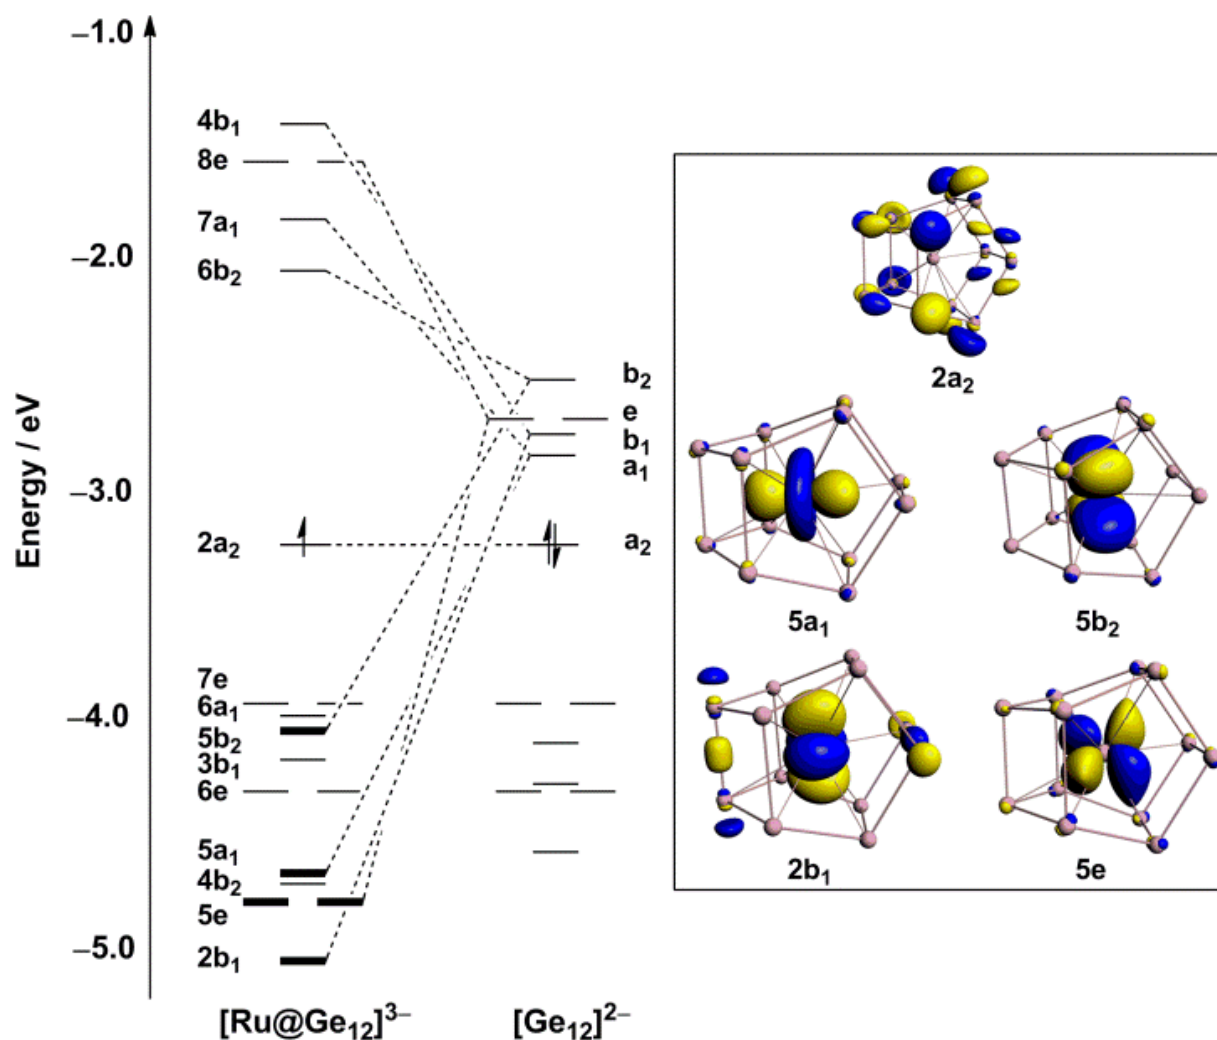 Energy / eV
−1.0
−2.0
−3.0
−4.0
−5.0
4b₁
8e
7a₁
6b₂
2a₂
7e
6a₁
5b₂
3b₁
6e
5a₁
4b₂
5e
2b₁
[Ru@Ge₁₂]³⁻
b₂
e
b₁
a₁
a₂
[Ge₁₂]²⁻
2a₂
5a₁ 5b₂
2b₁ 5e